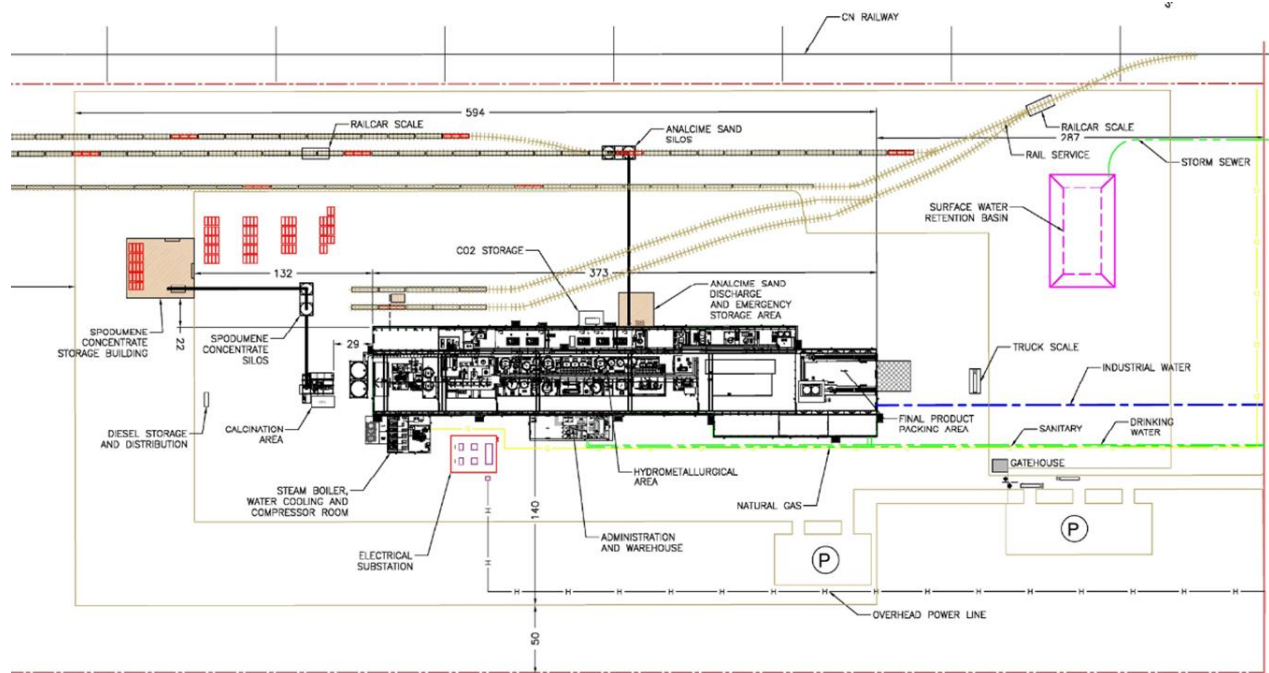 CN RAILWAY
594
RAILCAR SCALE
ANALCIME SAND
SILOS
RAILCAR SCALE
287
RAIL SERVICE
STORM SEWER
SURFACE WATER
RETENTION BASIN
CO2 STORAGE
132
373
ANALCIME SAND
DISCHARGE
AND EMERGENCY
STORAGE AREA
SPODUMENE
CONCENTRATE
STORAGE BUILDING
22
SPODUMENE
CONCENTRATE
SILOS
29
TRUCK SCALE
INDUSTRIAL WATER
DIESEL STORAGE
AND DISTRIBUTION
CALCINATION
AREA
FINAL PRODUCT
PACKING AREA
SANITARY
DRINKING
WATER
GATEHOUSE
HYDROMETALLURGICAL
AREA
STEAM BOILER,
WATER COOLING AND
COMPRESSOR ROOM
NATURAL GAS
140
ADMINISTRATION
AND WAREHOUSE
P
P
ELECTRICAL
SUBSTATION
H
H
H H H H H H H H H H H H H H
OVERHEAD POWER LINE
50